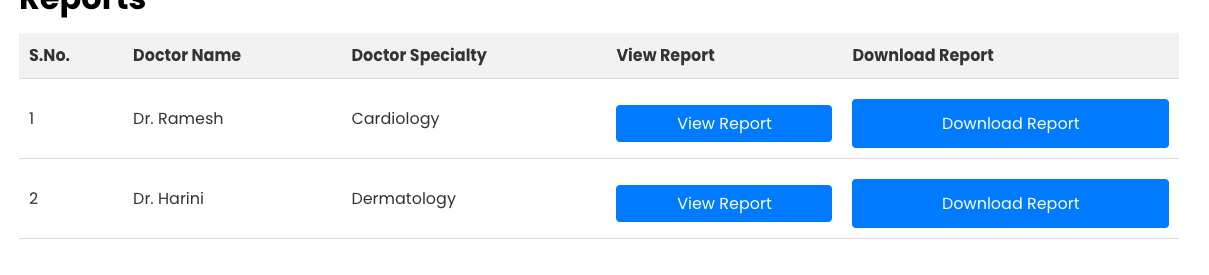 Reports
S.No. Doctor Name Doctor Specialty View Report Download Report
1 Dr. Ramesh Cardiology View Report Download Report
2 Dr. Harini Dermatology View Report Download Report